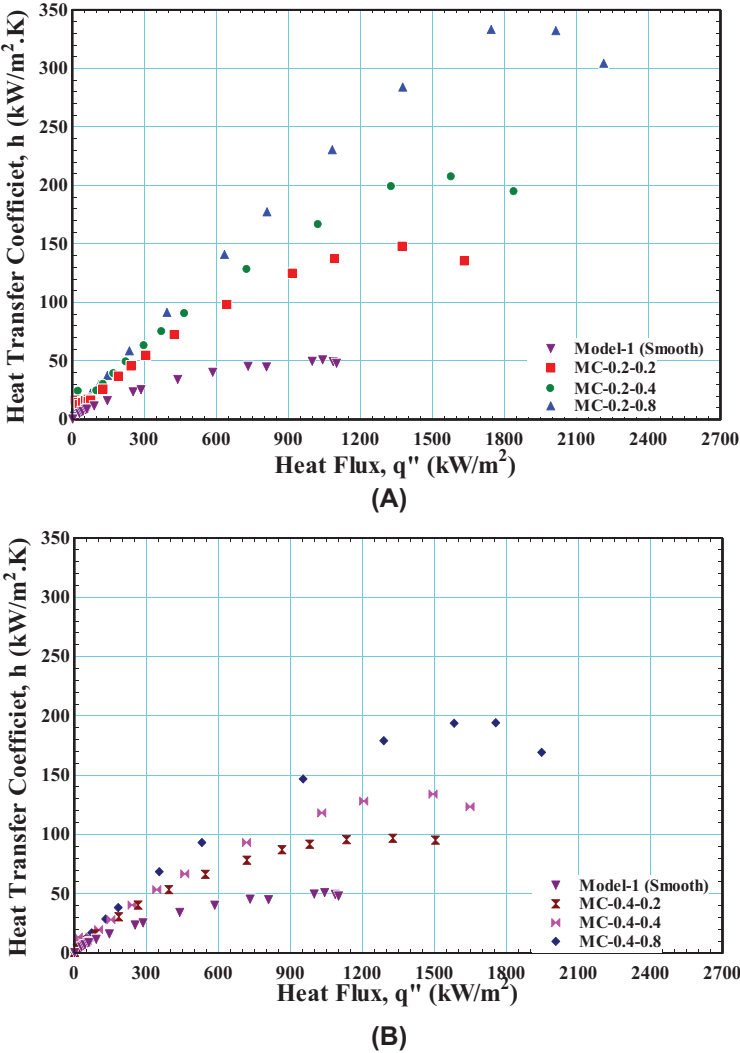 350
300
250
200
150
100
50
0
Heat Transfer Coefficiet, h (kW/m².K)
Model-1 (Smooth)
MC-0.2-0.2
MC-0.2-0.4
MC-0.2-0.8
0 300 600 900 1200 1500 1800 2100 2400 2700
Heat Flux, q" (kW/m²)
(A)
350
300
250
200
150
100
50
0
Heat Transfer Coefficiet, h (kW/m².K)
Model-1 (Smooth)
MC-0.4-0.2
MC-0.4-0.4
MC-0.4-0.8
0 300 600 900 1200 1500 1800 2100 2400 2700
Heat Flux, q" (kW/m²)
(B)